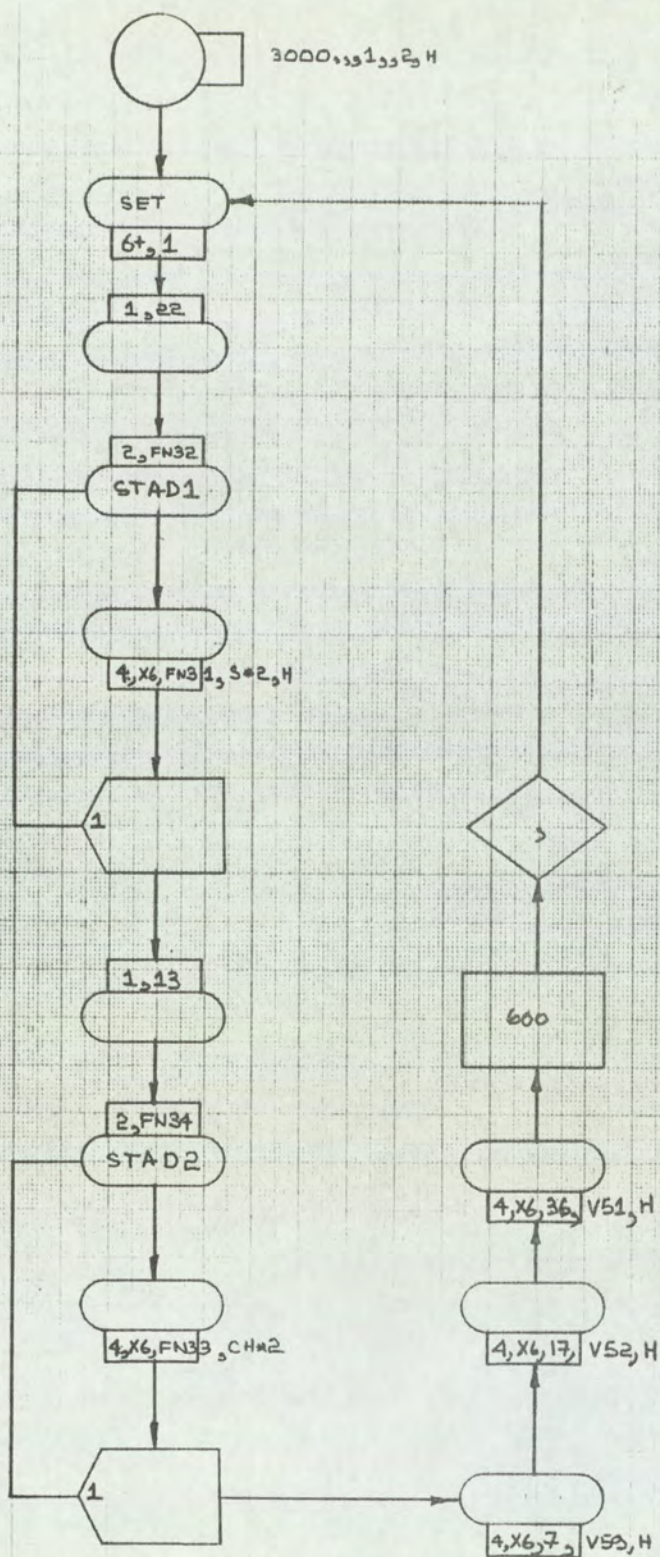 3000,,,1,,2,H
SET
6+,1
1,22
2,FN32
STAD1
4,X6,FN31,S*2,H
1
1,13
2,FN34
STAD2
4,X6,FN33,CH*2
1
4,X6,7,V53,H
4,X6,17,V52,H
4,X6,36,V51,H
600
,